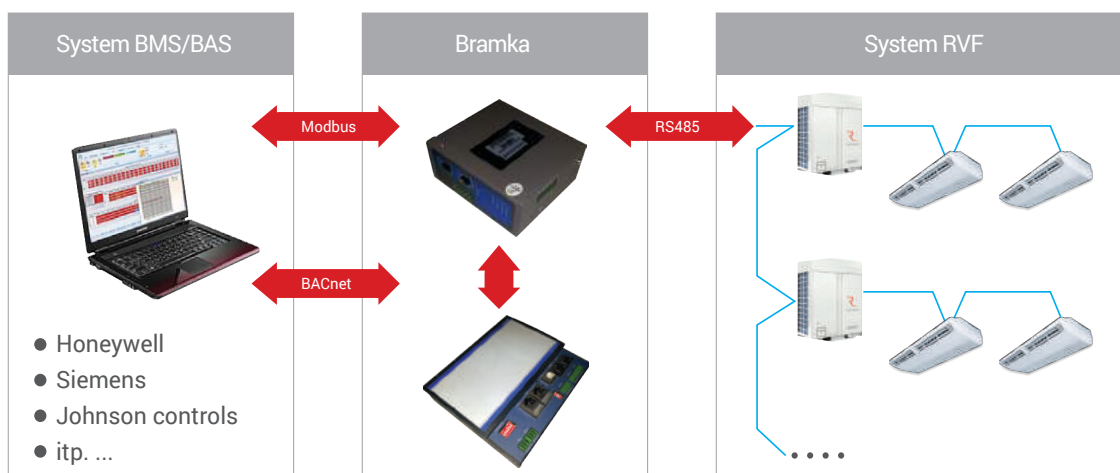 System BMS/BAS
Bramka
System RVF
Modbus
RS485
BACnet
Honeywell
Siemens
Johnson controls
itp. ...